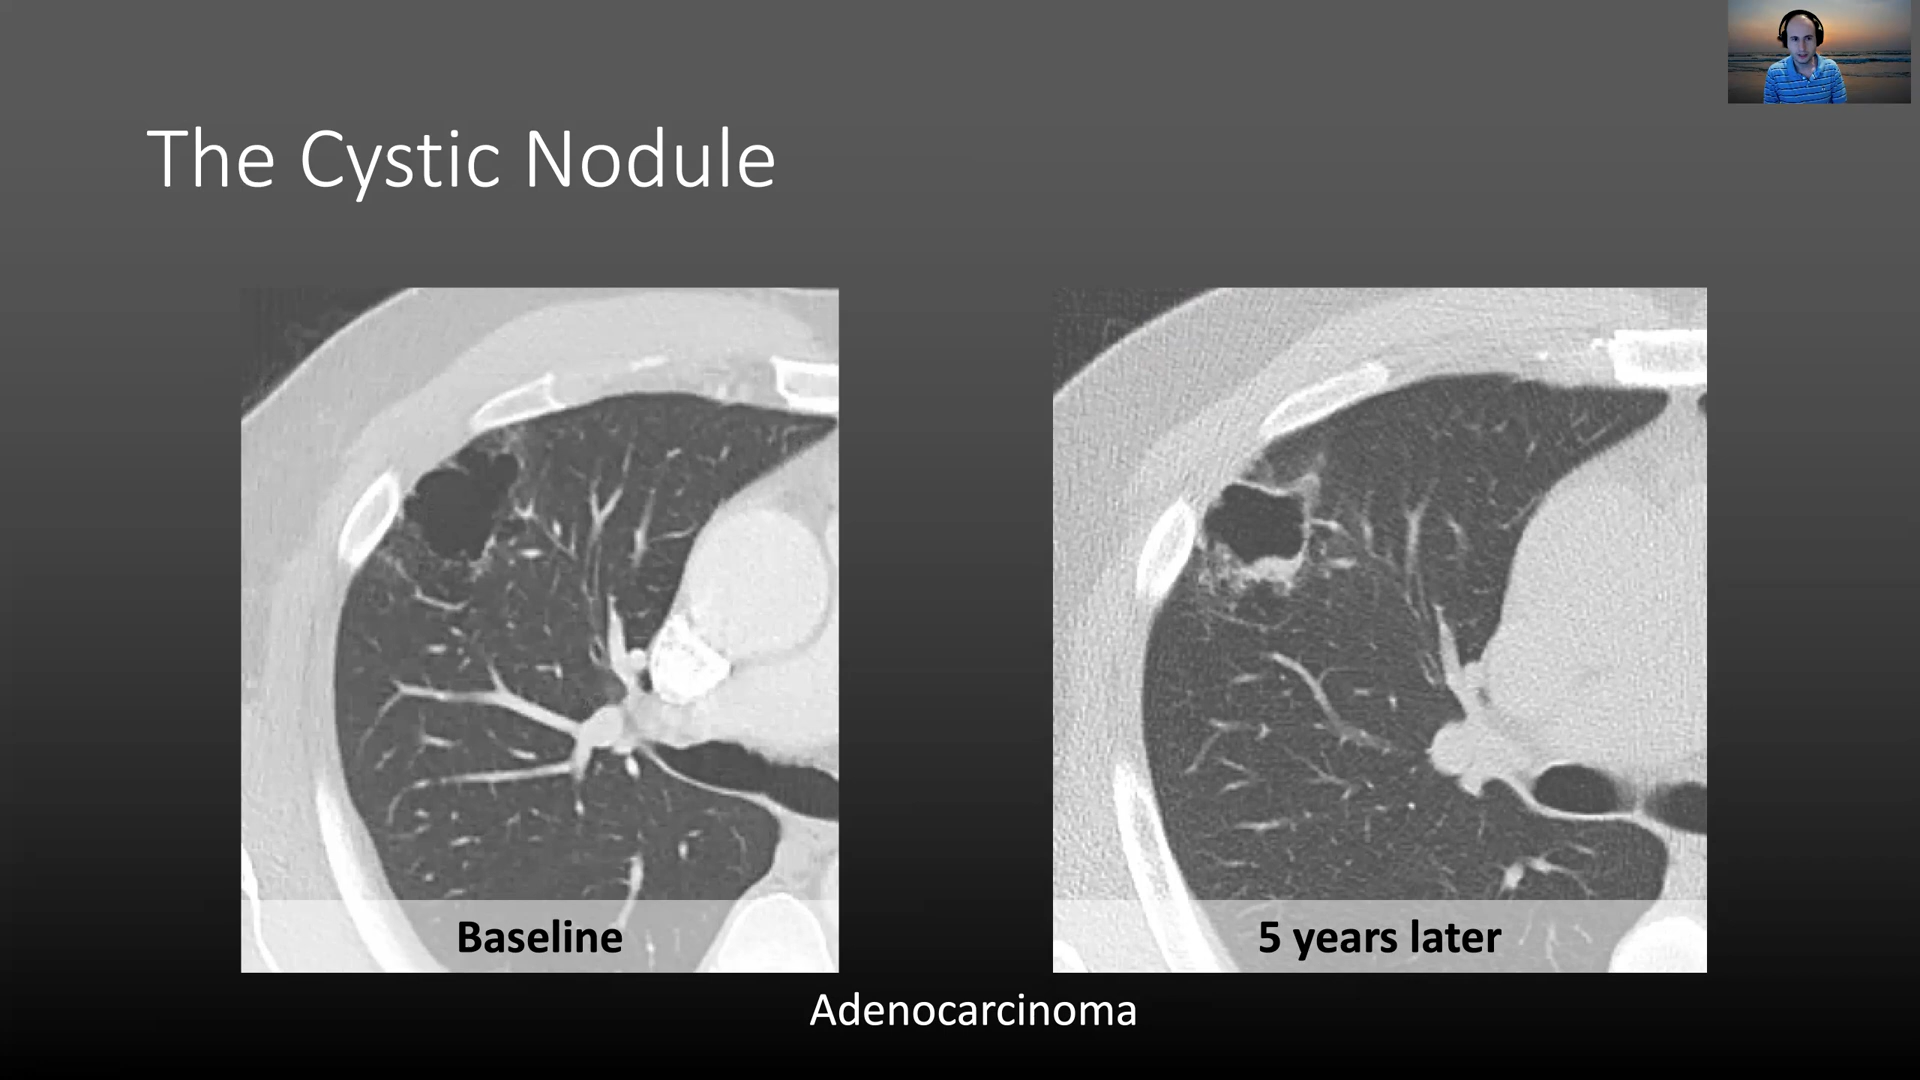 The Cystic Nodule
Baseline
5 years later
Adenocarcinoma